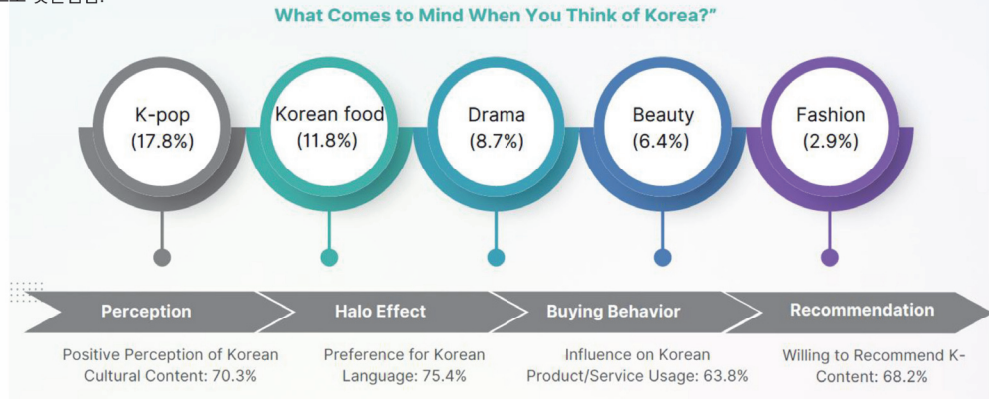 What Comes to Mind When You Think of Korea?"
K-pop
(17.8%)
Korean food
(11.8%)
Drama
(8.7%)
Beauty
(6.4%)
Fashion
(2.9%)
Perception
Halo Effect
Buying Behavior
Recommendation
Positive Perception of Korean
Cultural Content: 70.3%
Preference for Korean
Language: 75.4%
Influence on Korean
Product/Service Usage: 63.8%
Willing to Recommend K-
Content: 68.2%